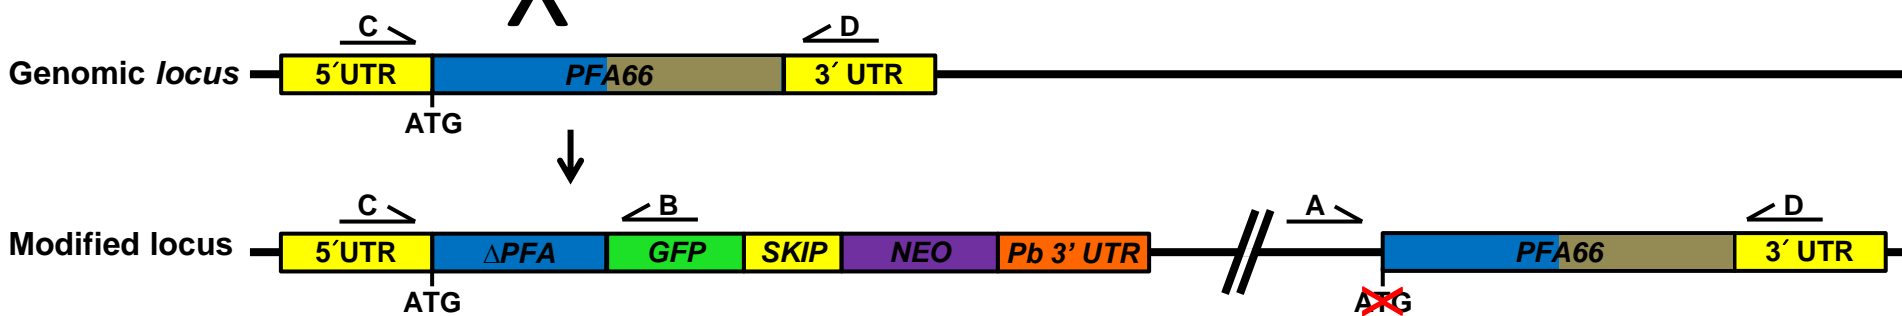 C D
Genomic locus 5´UTR PFA66 3´ UTR
ATG
C B A D
Modified locus 5´UTR ΔPFA GFP SKIP NEO Pb 3' UTR PFA66 3´ UTR
ATG ATG